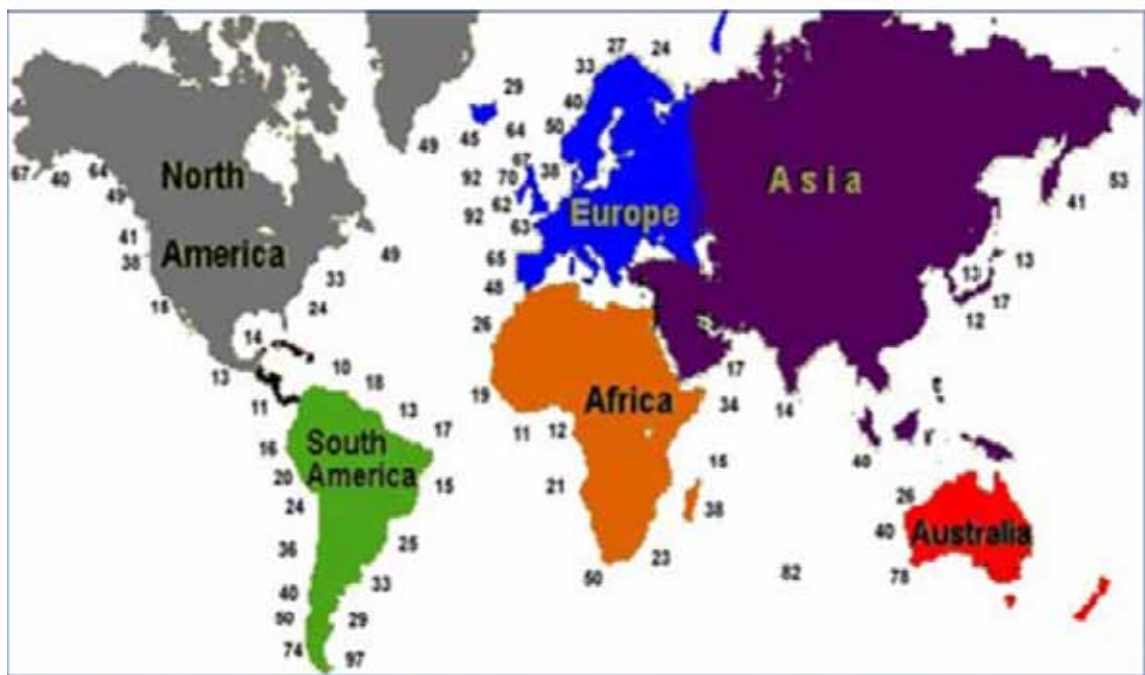 27 24
33
29
40
49 45 64 50
67 38
67 40 64 North 92 70 Asia 53
49 62 41
92 Europe
41 63
38 America 49 65 13 13
33 48 17
15 24 12
14 26
13 10 17
18 19 Africa 34 14
11 13
16 South 17 11 12
America 15 40
20 15 21 26
24 38
40 Australia
36 25 23
50 82 78
40 33
50 29
74 97